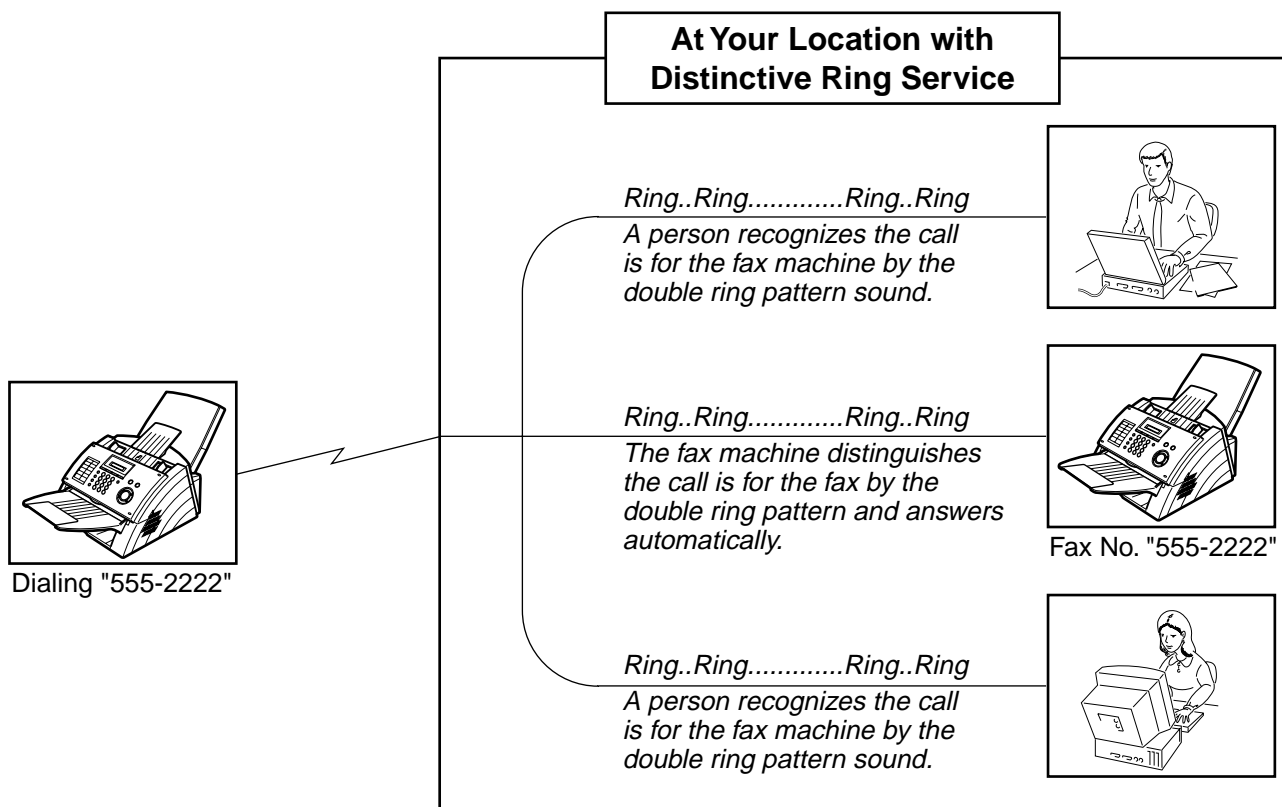 At Your Location with
Distinctive Ring Service
Ring..Ring.............Ring..Ring
A person recognizes the call
is for the fax machine by the
double ring pattern sound.
Dialing "555-2222"
Ring..Ring.............Ring..Ring
The fax machine distinguishes
the call is for the fax by the
double ring pattern and answers
automatically.
Fax No. "555-2222"
Ring..Ring.............Ring..Ring
A person recognizes the call
is for the fax machine by the
double ring pattern sound.